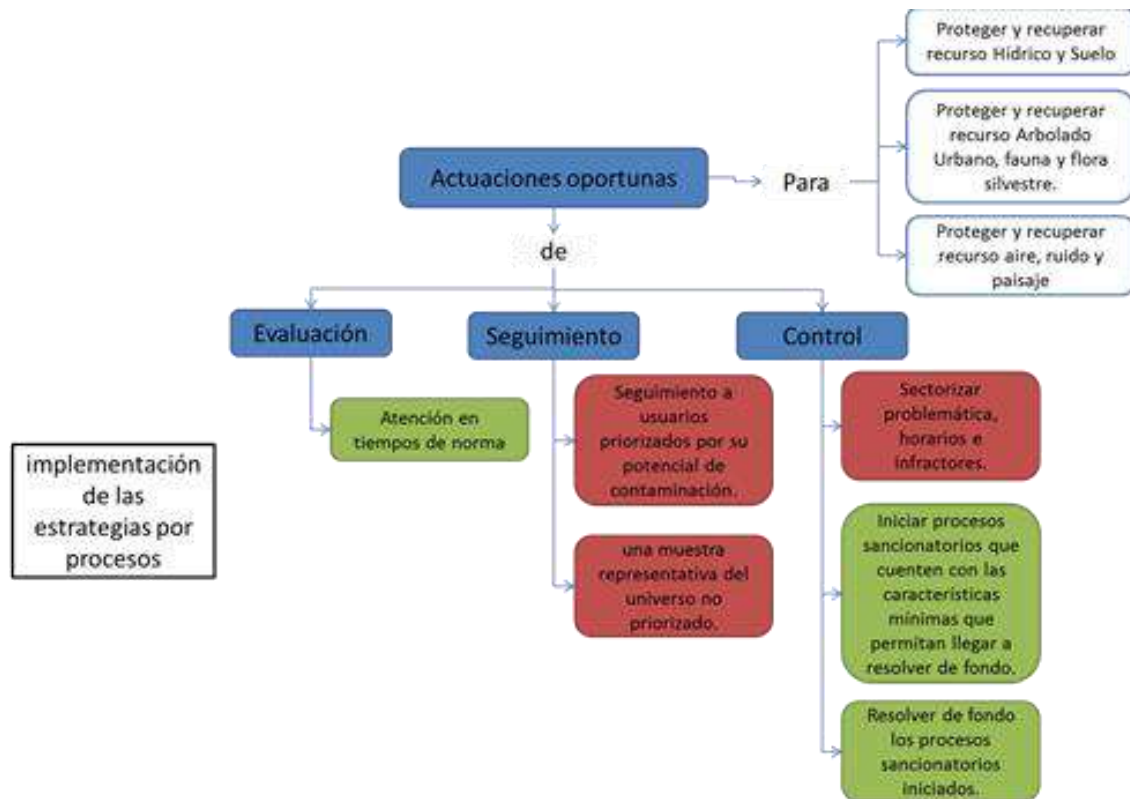 Proteger y recuperar
recurso Hídrico y Suelo
Proteger y recuperar
recurso Arbolado
Urbano, fauna y flora
silvestre.
Actuaciones oportunas
Para
Proteger y recuperar
recurso aire, ruido y
paisaje
de
Evaluación
Seguimiento
Control
Atención en
tiempos de norma
Seguimiento a
usuarios
priorizados por su
potencial de
contaminación.
Sectorizar
problemática,
horarios e
infractores.
implementación
de las
estrategias por
procesos
una muestra
representativa del
universo no
priorizado.
Iniciar procesos
sancionatorios que
cuenten con las
características
mínimas que
permitan llegar a
resolver de fondo.
Resolver de fondo
los procesos
sancionatorios
iniciados.